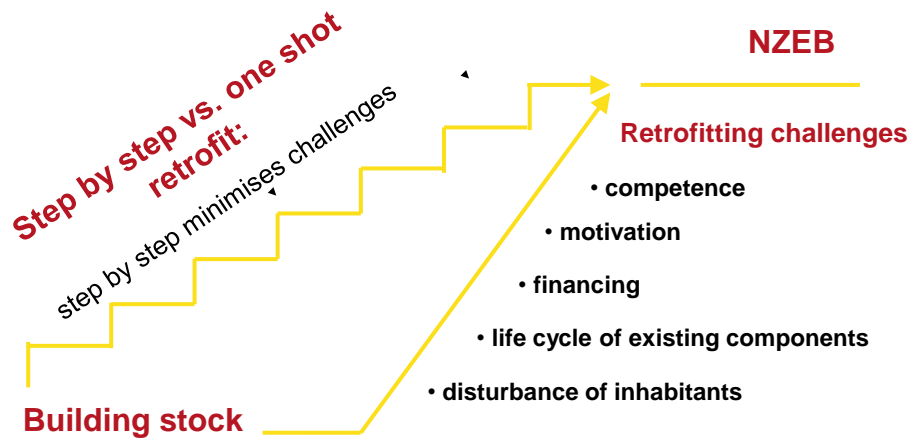 Step by step vs. one shot
retrofit:
step by step minimises challenges
NZEB
Retrofitting challenges
• competence
• motivation
• financing
• life cycle of existing components
• disturbance of inhabitants
Building stock